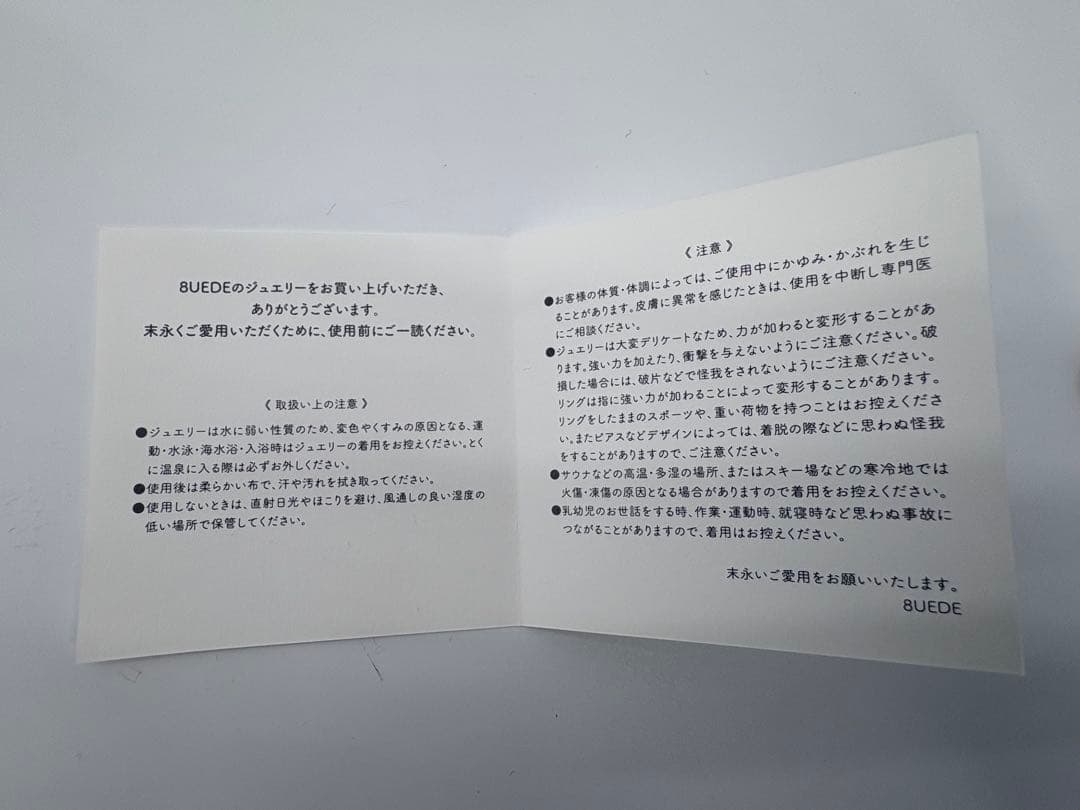 8UEDEのジュエリーをお買い上げいただき、
ありがとうございます。
末永くご愛用いただくために、使用前にご一読ください。
《 取扱い上の注意 》
●ジュエリーは水に弱い性質のため、変色やくすみの原因となる、運
動・水泳・海水浴・入浴時はジュエリーの着用をお控えください。とく
に温泉に入る際は必ずお外しください。
●使用後は柔らかい布で、汗や汚れを拭き取ってください。
●使用しないときは、直射日光やほこりを避け、風通しの良い湿度の
低い場所で保管してください。
《 注意 》
●お客様の体質・体調によっては、ご使用中にかゆみ・かぶれを生じ
ることがあります。皮膚に異常を感じたときは、使用を中断し専門医
にご相談ください。
●ジュエリーは大変デリケートなため、力が加わると変形することがあ
ります。強い力を加えたり、衝撃を与えないようにご注意ください。破
損した場合には、破片などで怪我をされないようにご注意ください。
リングは指に強い力が加わることによって変形することがあります。
リングをしたままのスポーツや、重い荷物を持つことはお控えくださ
い。またピアスなどデザインによっては、着脱の際などに思わぬ怪我
をすることがありますので、ご注意ください。
●サウナなどの高温・多湿の場所、またはスキー場などの寒冷地では
火傷・凍傷の原因となる場合がありますので着用をお控えください。
●乳幼児のお世話をする時、作業・運動時、就寝時など思わぬ事故に
つながることがありますので、着用はお控えください。
末永いご愛用をお願いいたします。
8UEDE